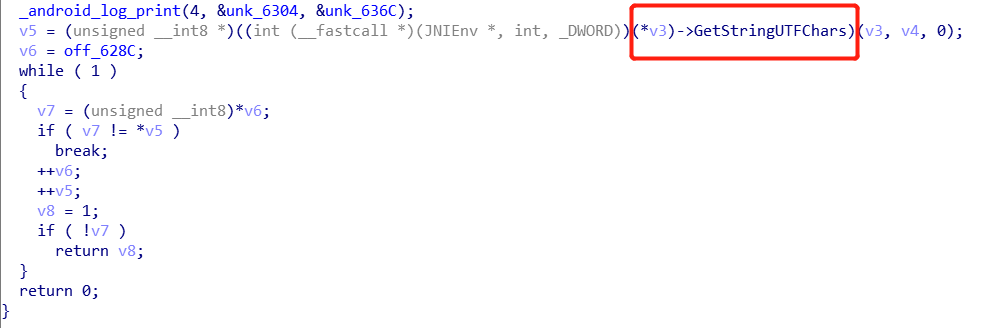 _android_log_print(4, &unk_6304, &unk_636C);
v5 = (unsigned __int8 *)((int (__fastcall *)(JNIEnv *, int, _DWORD))(*v3)->GetStringUTFChars)(v3, v4, 0);
v6 = off_628C;
while ( 1 )
{
v7 = (unsigned __int8)*v6;
if ( v7 != *v5 )
break;
++v6;
++v5;
v8 = 1;
if ( !v7 )
return v8;
}
return 0;
}